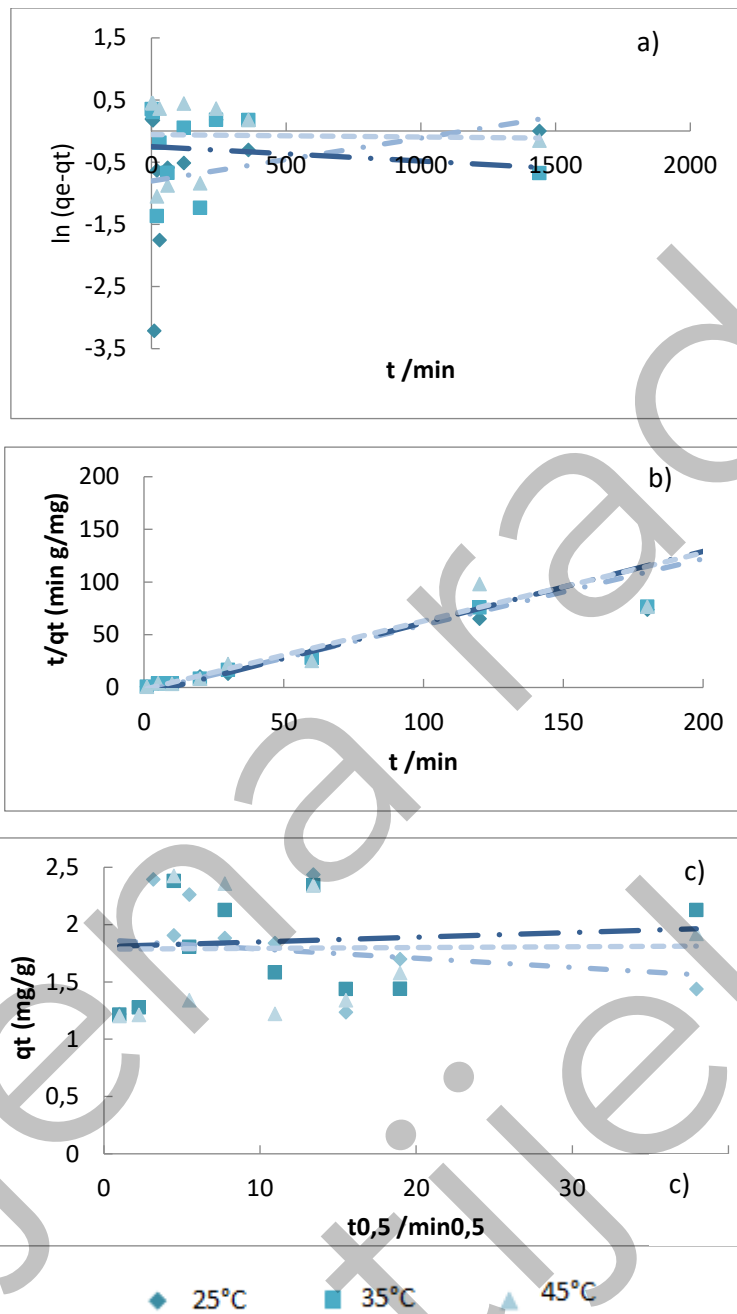 a)
1,5
0,5
-0,5
-1,5
-2,5
-3,5
0 500 1000 1500 2000
ln (qe-qt)
t /min
b)
200
150
100
50
0
0 50 100 150 200
t/qt (min g/mg)
t /min
c)
2,5
2
1,5
1
0,5
0
0 10 20 30
c)
qt (mg/g)
t0,5 /min0,5
25°C 35°C 45°C